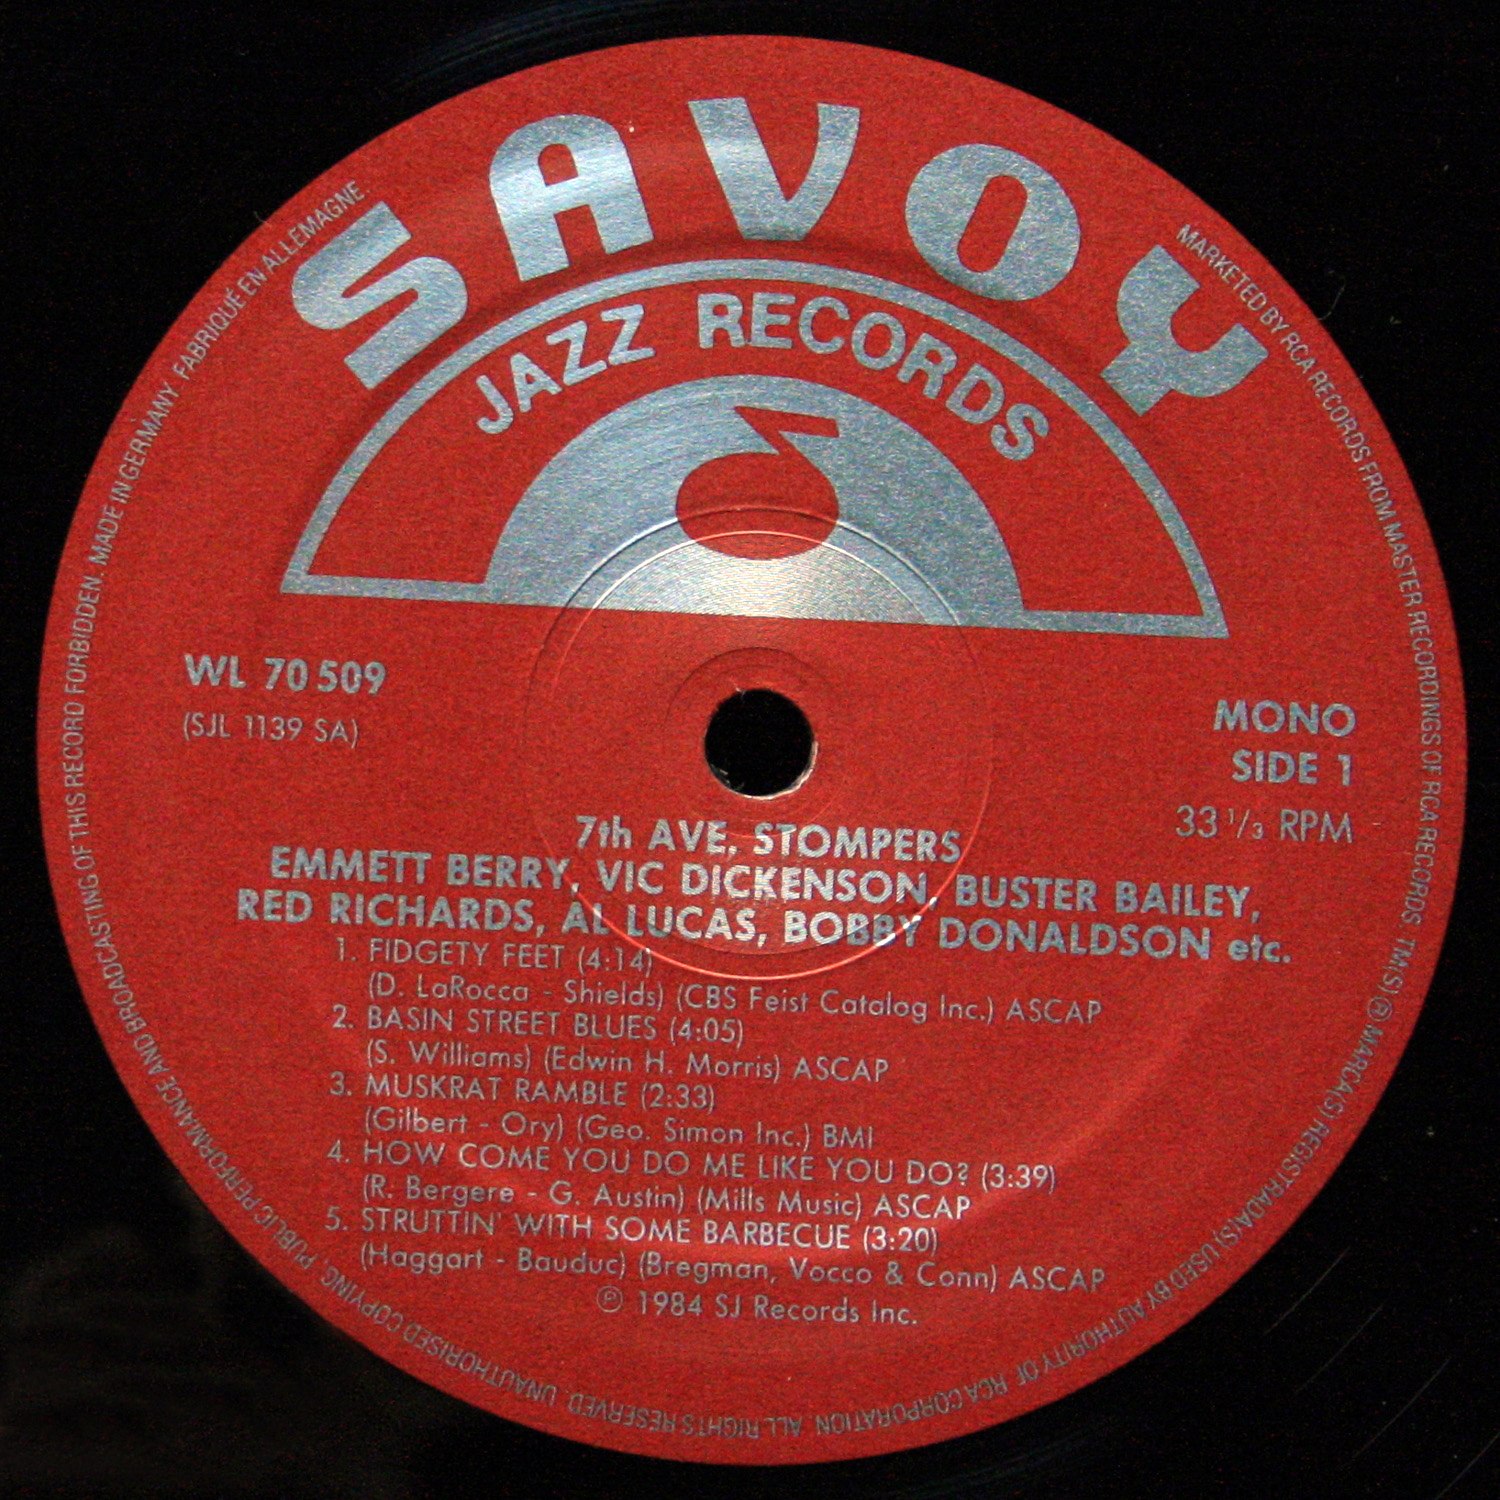 SAVOY
JAZZ RECORDS
WL 70 509
(SJL 1139 SA)
MONO
SIDE 1
33 1/3 RPM
7th AVE. STOMPERS
EMMETT BERRY, VIC DICKENSON, BUSTER BAILEY,
RED RICHARDS, AL LUCAS, BOBBY DONALDSON etc.
1. FIDGETY FEET (4:14)
(D. LaRocca - Shields) (CBS Feist Catalog Inc.) ASCAP
2. BASIN STREET BLUES (4:05)
(S. Williams) (Edwin H. Morris) ASCAP
3. MUSKRAT RAMBLE (2:33)
(Gilbert - Ory) (Geo. Simon Inc.) BMI
4. HOW COME YOU DO ME LIKE YOU DO? (3:39)
(R. Bergere - G. Austin) (Mills Music) ASCAP
5. STRUTTIN' WITH SOME BARBECUE (3:20)
(Haggart - Bauduc) (Bregman, Vocco & Conn) ASCAP
℗ 1984 SJ Records Inc.
MARKETED BY RCA RECORDS FROM MASTER RECORDINGS OF RCA RECORDS. TM(S) ® MARCA(S) REGISTRADA(S) USED BY AUTHORITY OF RCA CORPORATION. ALL RIGHTS RESERVED. UNAUTHORISED COPYING, PUBLIC PERFORMANCE AND BROADCASTING OF THIS RECORD FORBIDDEN. MADE IN GERMANY. FABRIQUÉ EN ALLEMAGNE.